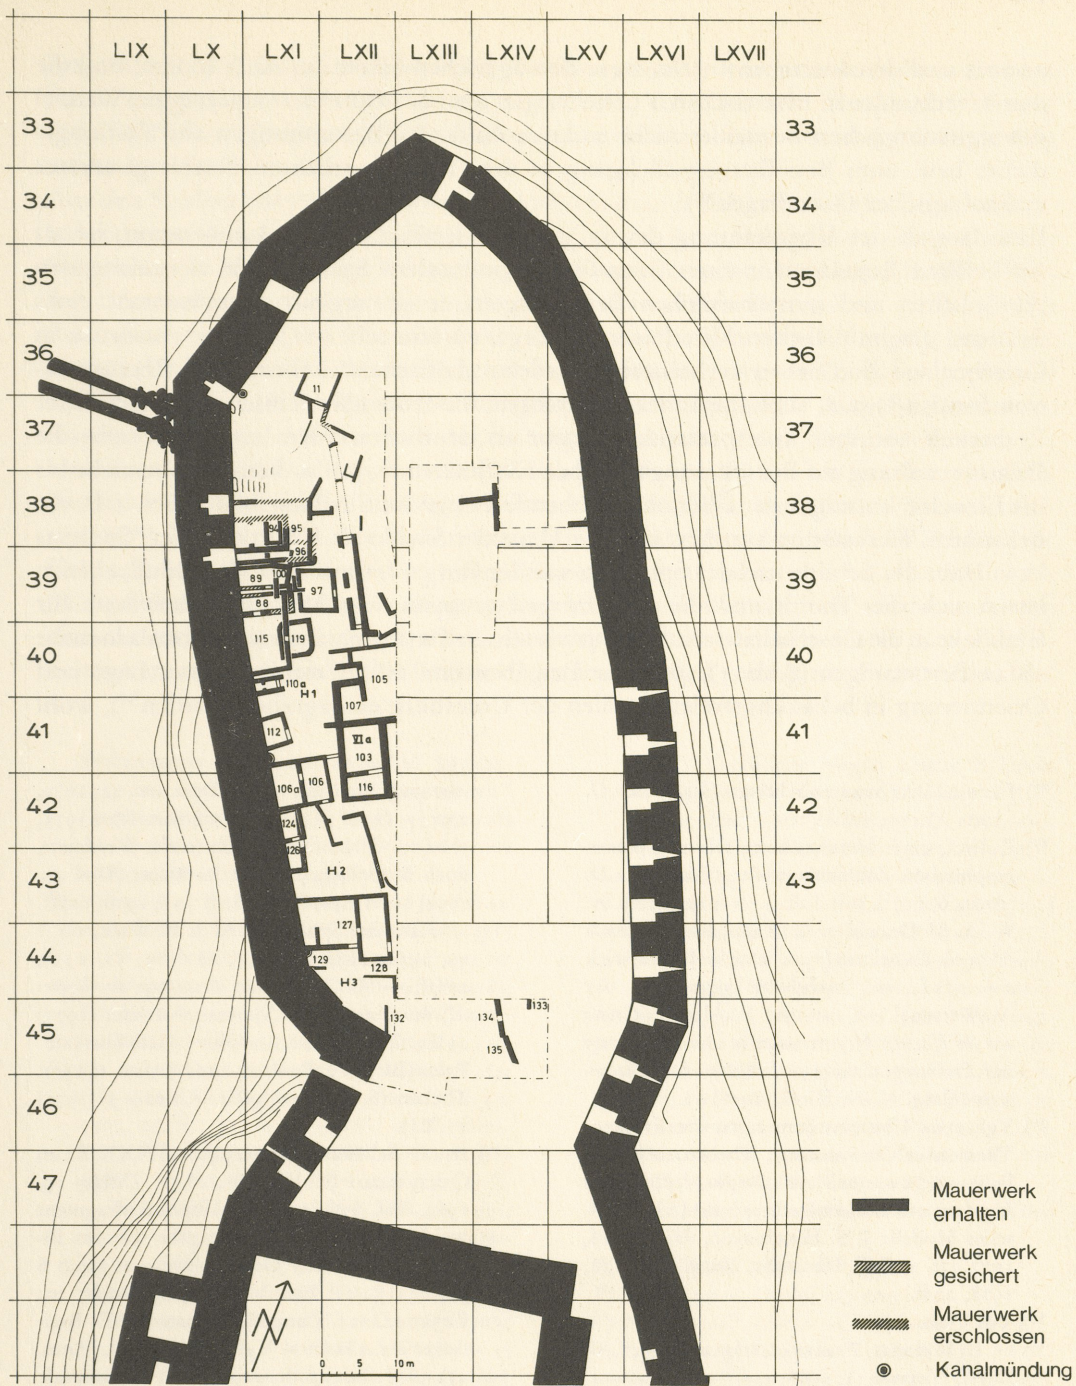 LIX LX LXI LXII LXIII LXIV LXV LXVI LXVII
33 33
34 34
35 35
36 36
11
37 37
38 38
94 95
96
39 39
89 100
97
88
115 119
40 40
105
110a
H1
107
41 41
112
VIa
103
106a 106
116
42 42
124
126
H2
43 43
127
44
129 128
H3
133
132 134
45
135
46
47
Mauerwerk
erhalten
Mauerwerk
gesichert
Mauerwerk
erschlossen
Kanalmündung
N
0 5 10 m